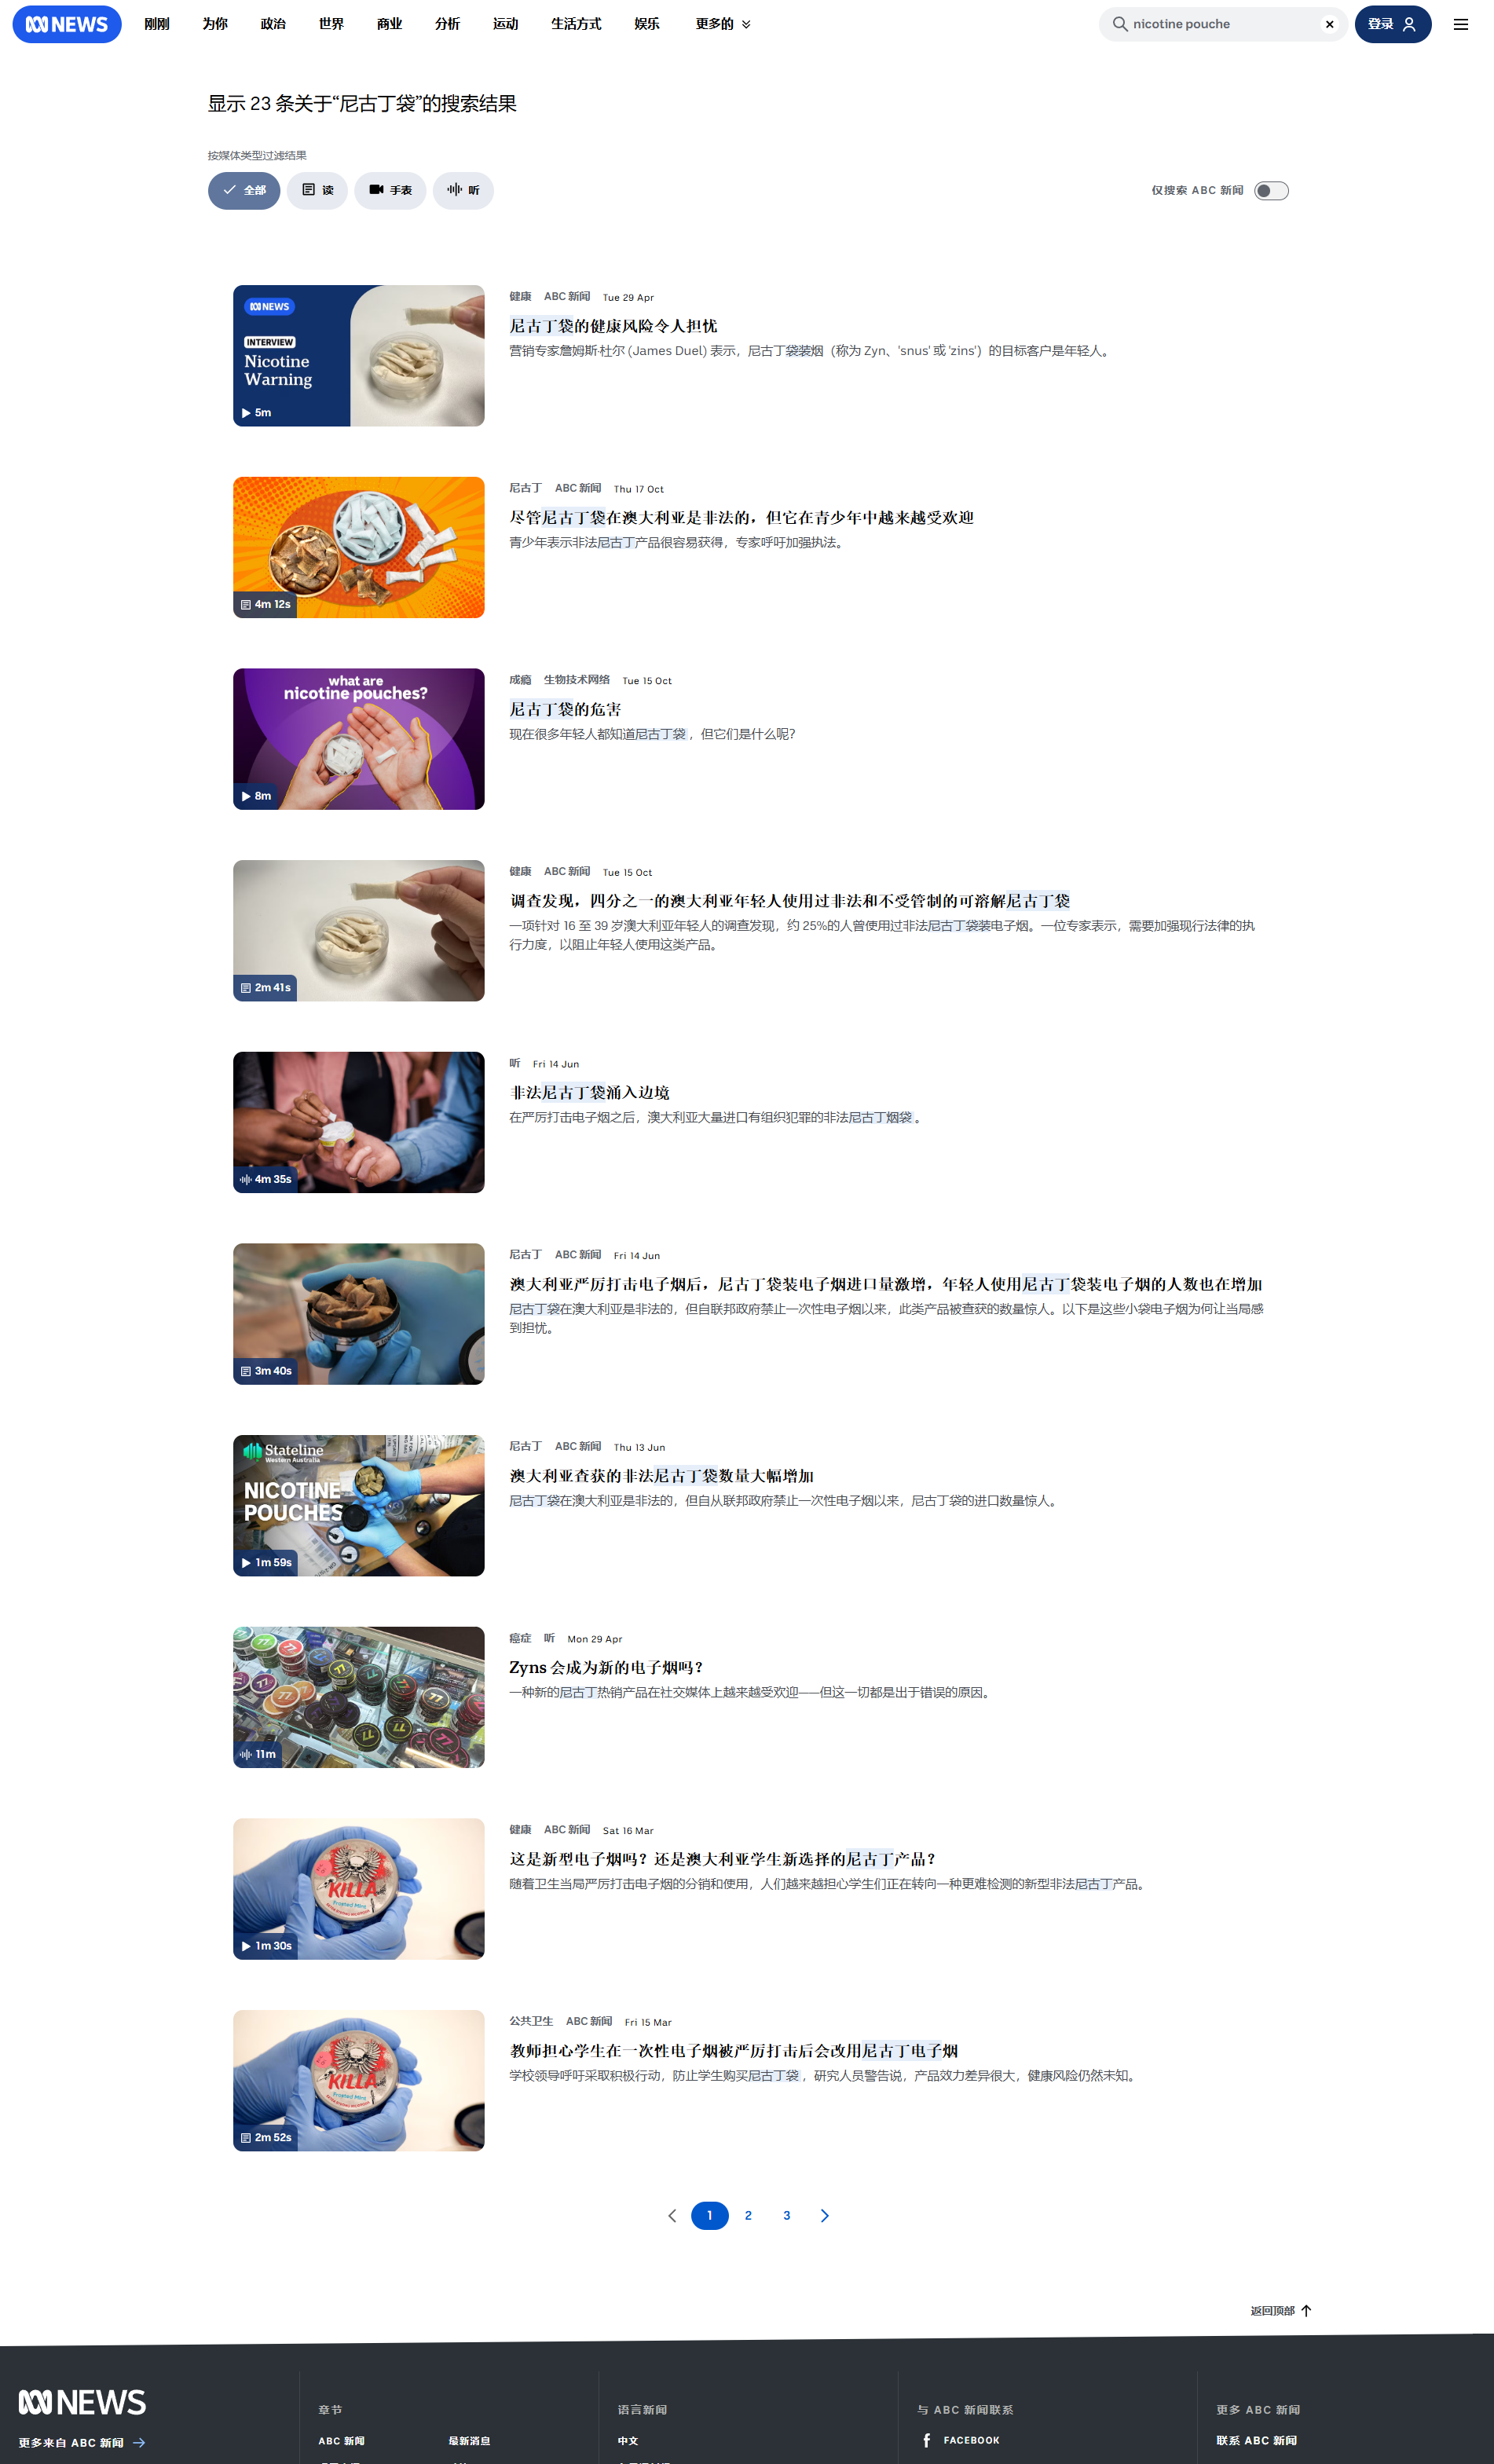 NEWS 刚刚 为你 政治 世界 商业 分析 运动 生活方式 娱乐 更多的 nicotine pouche 登录
显示 23 条关于“尼古丁袋”的搜索结果
按媒体类型过滤结果
全部 读 手表 听 仅搜索 ABC 新闻
NEWS
INTERVIEW
Nicotine
Warning
5m
健康 ABC 新闻 Tue 29 Apr
尼古丁袋的健康风险令人担忧
营销专家詹姆斯·杜尔 (James Duel) 表示，尼古丁袋装烟（称为 Zyn、'snus' 或 'zins'）的目标客户是年轻人。
4m 12s
尼古丁 ABC 新闻 Thu 17 Oct
尽管尼古丁袋在澳大利亚是非法的，但它在青少年中越来越受欢迎
青少年表示非法尼古丁产品很容易获得，专家呼吁加强执法。
what are
nicotine pouches?
8m
成瘾 生物技术网络 Tue 15 Oct
尼古丁袋的危害
现在很多年轻人都知道尼古丁袋 ，但它们是什么呢？
2m 41s
健康 ABC 新闻 Tue 15 Oct
调查发现，四分之一的澳大利亚年轻人使用过非法和不受管制的可溶解尼古丁袋
一项针对 16 至 39 岁澳大利亚年轻人的调查发现，约 25%的人曾使用过非法尼古丁袋装电子烟。一位专家表示，需要加强现行法律的执
行力度，以阻止年轻人使用这类产品。
4m 35s
听 Fri 14 Jun
非法尼古丁袋涌入边境
在严厉打击电子烟之后，澳大利亚大量进口有组织犯罪的非法尼古丁烟袋 。
3m 40s
尼古丁 ABC 新闻 Fri 14 Jun
澳大利亚严厉打击电子烟后，尼古丁袋装电子烟进口量激增，年轻人使用尼古丁袋装电子烟的人数也在增加
尼古丁袋在澳大利亚是非法的，但自联邦政府禁止一次性电子烟以来，此类产品被查获的数量惊人。以下是这些小袋电子烟为何让当局感
到担忧。
Stateline
Western Australia
NICOTINE
POUCHES
1m 59s
尼古丁 ABC 新闻 Thu 13 Jun
澳大利亚查获的非法尼古丁袋数量大幅增加
尼古丁袋在澳大利亚是非法的，但自从联邦政府禁止一次性电子烟以来，尼古丁袋的进口数量惊人。
77
11m
癌症 听 Mon 29 Apr
Zyns 会成为新的电子烟吗？
一种新的尼古丁热销产品在社交媒体上越来越受欢迎——但这一切都是出于错误的原因。
KILLA
Frosted Mint
1m 30s
健康 ABC 新闻 Sat 16 Mar
这是新型电子烟吗？还是澳大利亚学生新选择的尼古丁产品？
随着卫生当局严厉打击电子烟的分销和使用，人们越来越担心学生们正在转向一种更难检测的新型非法尼古丁产品。
KILLA
Frosted Mint
2m 52s
公共卫生 ABC 新闻 Fri 15 Mar
教师担心学生在一次性电子烟被严厉打击后会改用尼古丁电子烟
学校领导呼吁采取积极行动，防止学生购买尼古丁袋 ，研究人员警告说，产品效力差异很大，健康风险仍然未知。
1 2 3
返回顶部
NEWS
更多来自 ABC 新闻
章节
ABC 新闻 最新消息
语言新闻
中文
与 ABC 新闻联系
FACEBOOK
更多 ABC 新闻
联系 ABC 新闻